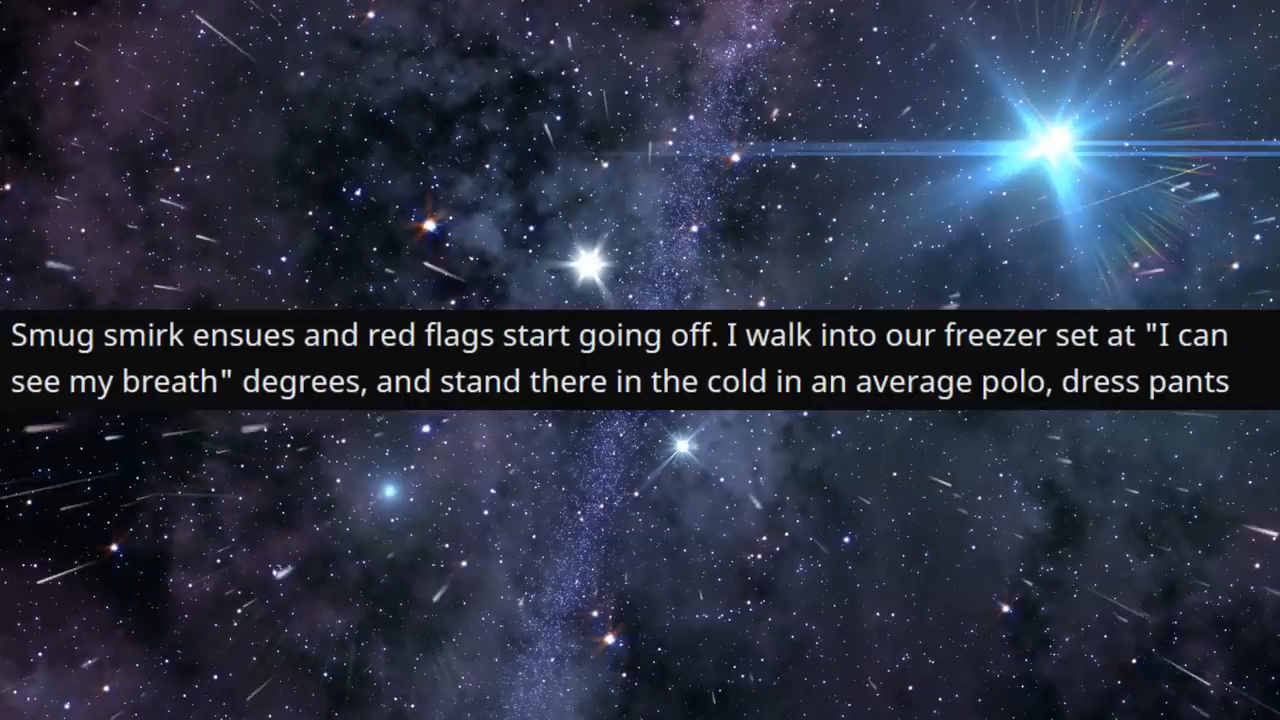 Smug smirk ensues and red flags start going off. I walk into our freezer set at "I can
see my breath" degrees, and stand there in the cold in an average polo, dress pants